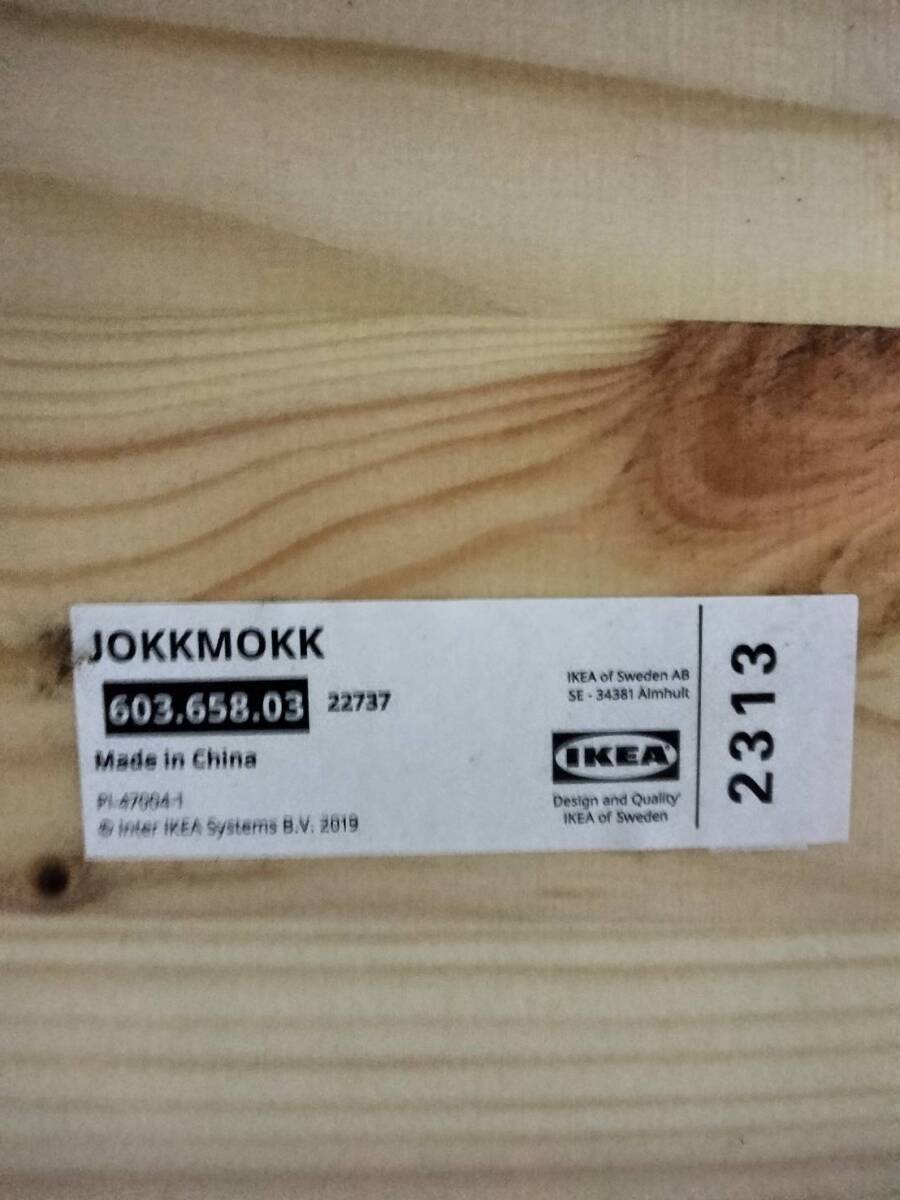 JOKKMOKK
603.658.03 22737
Made in China
© Inter IKEA Systems B.V. 2019
IKEA of Sweden AB
SE - 34381 Älmhult
IKEA
Design and Quality
IKEA of Sweden
2313